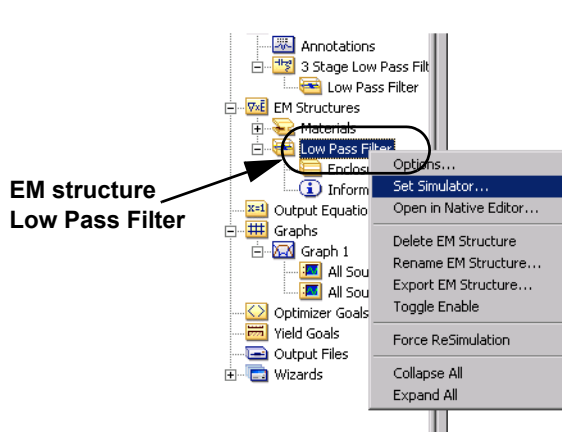 Annotations
3 Stage Low Pass Filt
Low Pass Filter
EM Structures
Materials
Low Pass Filter
Enclosu
Inform
Output Equatio
Graphs
Graph 1
All Sou
All Sou
Optimizer Goals
Yield Goals
Output Files
Wizards
EM structure
Low Pass Filter
Options...
Set Simulator...
Open in Native Editor...
Delete EM Structure
Rename EM Structure...
Export EM Structure...
Toggle Enable
Force ReSimulation
Collapse All
Expand All